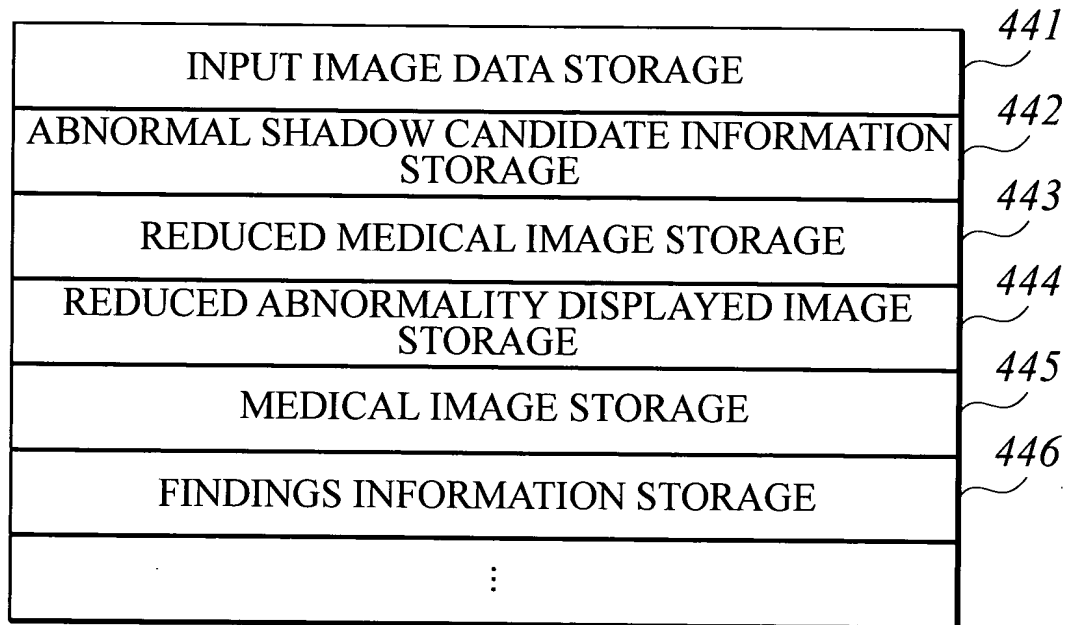 441
INPUT IMAGE DATA STORAGE
442
ABNORMAL SHADOW CANDIDATE INFORMATION
STORAGE
443
REDUCED MEDICAL IMAGE STORAGE
444
REDUCED ABNORMALITY DISPLAYED IMAGE
STORAGE
445
MEDICAL IMAGE STORAGE
446
FINDINGS INFORMATION STORAGE
⋮